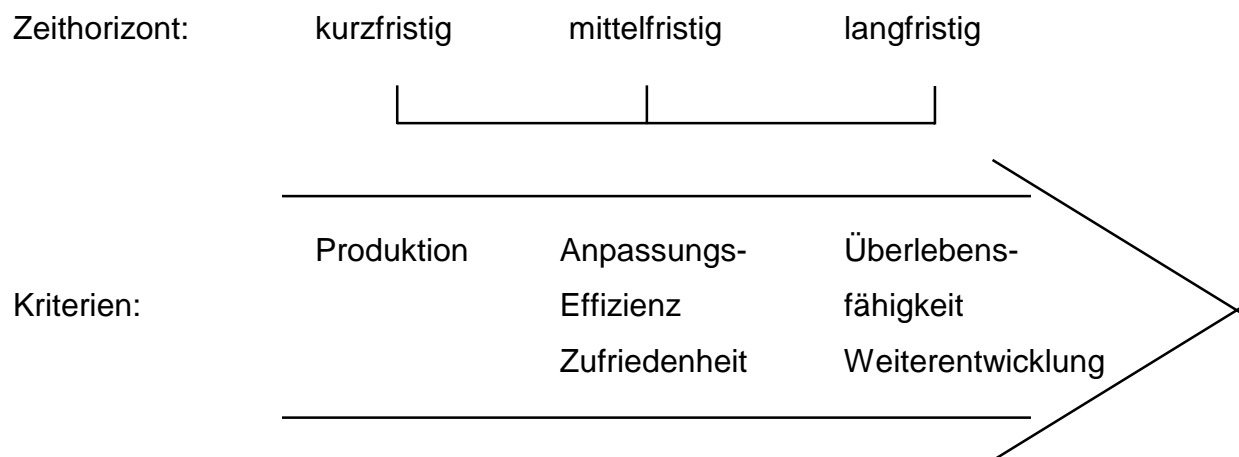 Zeithorizont: kurzfristig mittelfristig langfristig
Produktion Anpassungs- Überlebens-
Kriterien: Effizienz fähigkeit
Zufriedenheit Weiterentwicklung